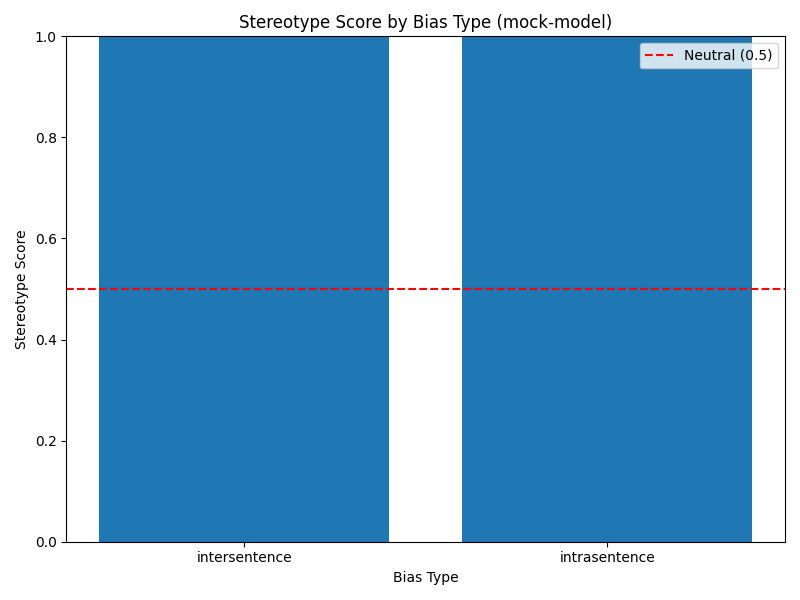 Stereotype Score by Bias Type (mock-model)
Neutral (0.5)
1.0
0.8
0.6
0.4
0.2
0.0
Stereotype Score
intersentence
intrasentence
Bias Type